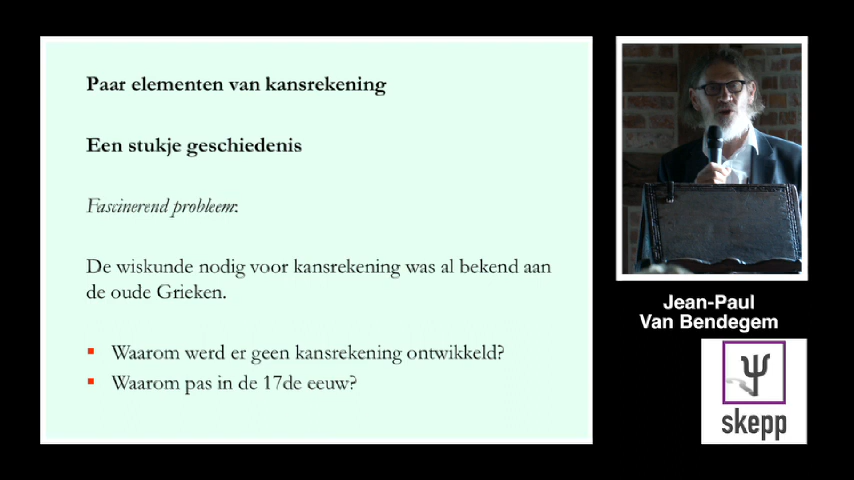 Paar elementen van kansrekening
Een stukje geschiedenis
Fascinerend probleem:
De wiskunde nodig voor kansrekening was al bekend aan
de oude Grieken.
Waarom werd er geen kansrekening ontwikkeld?
Waarom pas in de 17de eeuw?
Jean-Paul
Van Bendegem
Ψ
skepp